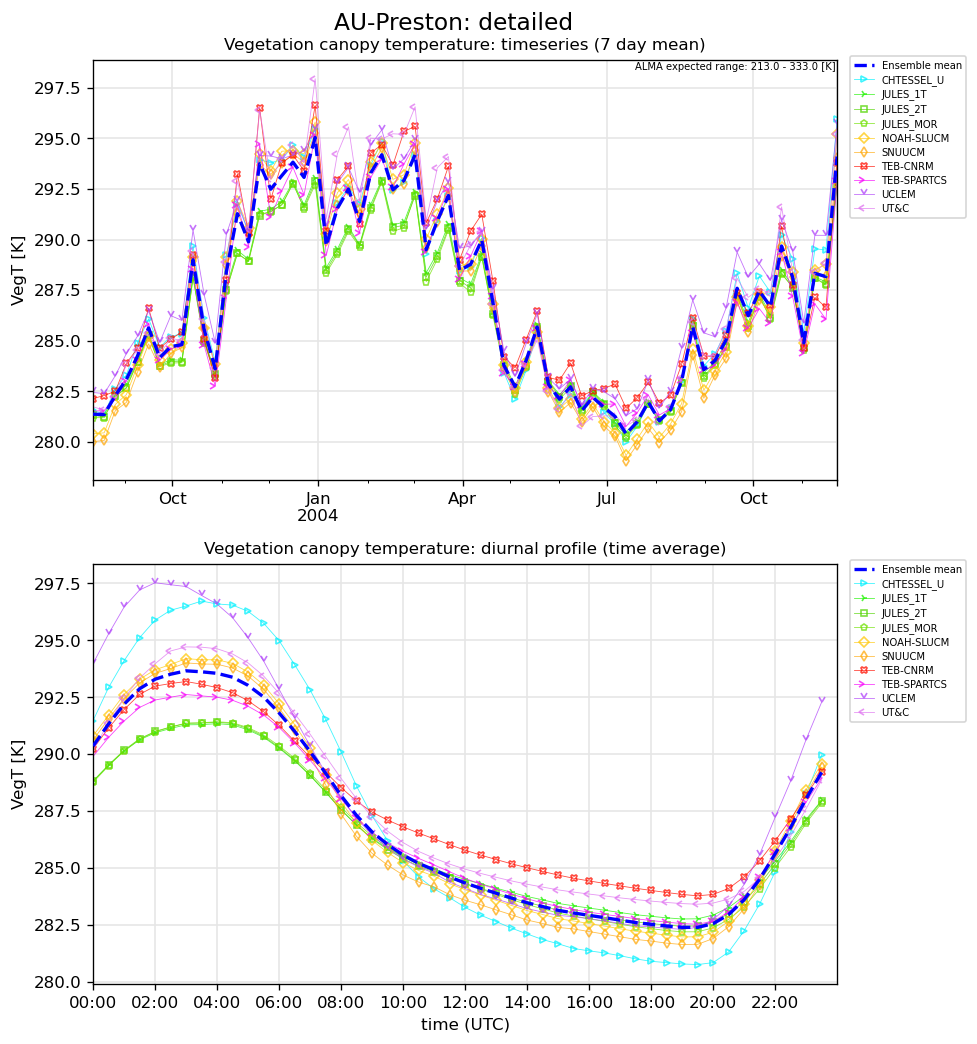 AU-Preston: detailed
Vegetation canopy temperature: timeseries (7 day mean)
ALMA expected range: 213.0 - 333.0 [K]
VegT [K]
297.5
295.0
292.5
290.0
287.5
285.0
282.5
280.0
Oct
Jan
2004
Apr
Jul
Oct
Ensemble mean
CHTESSEL_U
JULES_1T
JULES_2T
JULES_MOR
NOAH-SLUCM
SNUUCM
TEB-CNRM
TEB-SPARTCS
UCLEM
UT&C
Vegetation canopy temperature: diurnal profile (time average)
VegT [K]
297.5
295.0
292.5
290.0
287.5
285.0
282.5
280.0
00:00
02:00
04:00
06:00
08:00
10:00
12:00
14:00
16:00
18:00
20:00
22:00
time (UTC)
Ensemble mean
CHTESSEL_U
JULES_1T
JULES_2T
JULES_MOR
NOAH-SLUCM
SNUUCM
TEB-CNRM
TEB-SPARTCS
UCLEM
UT&C